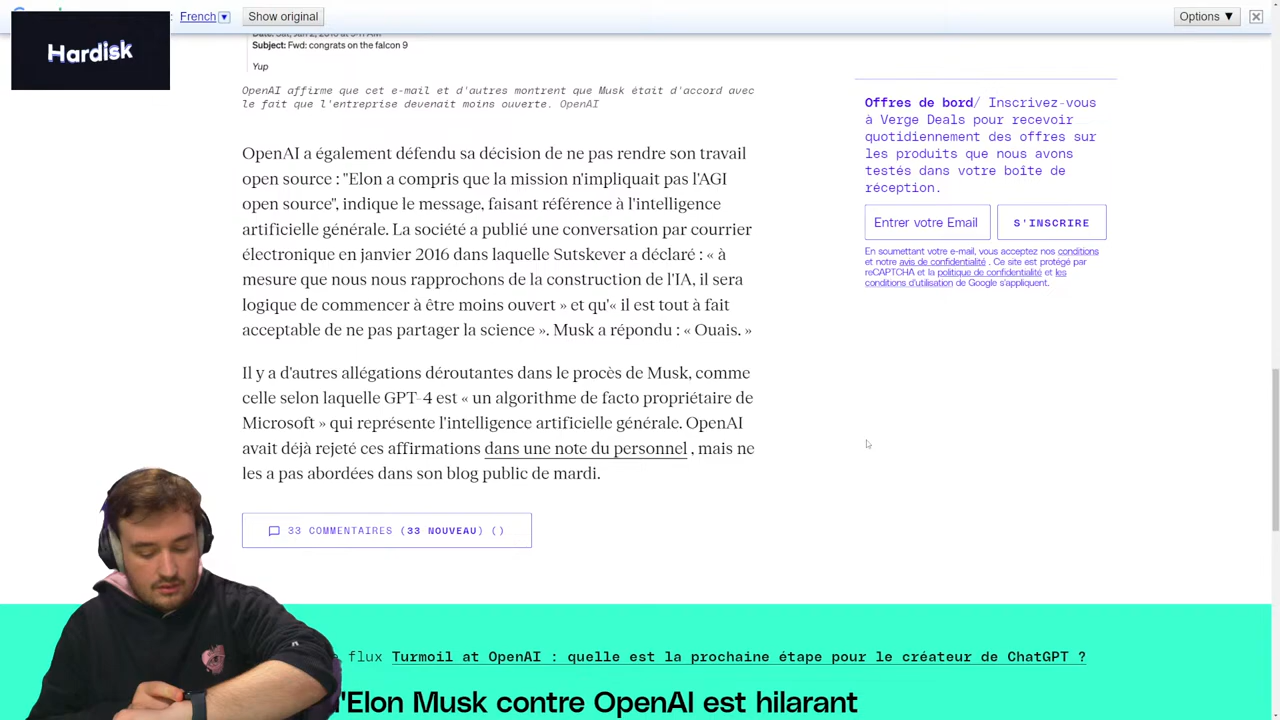 French ▼
Show original
Options ▼
Hardisk
Subject: Fwd: congrats on the falcon 9
Yup
OpenAI affirme que cet e-mail et d'autres montrent que Musk était d'accord avec
le fait que l'entreprise devenait moins ouverte. OpenAI
OpenAI a également défendu sa décision de ne pas rendre son travail
open source : "Elon a compris que la mission n'impliquait pas l'AGI
open source", indique le message, faisant référence à l'intelligence
artificielle générale. La société a publié une conversation par courrier
électronique en janvier 2016 dans laquelle Sutskever a déclaré : « à
mesure que nous nous rapprochons de la construction de l'IA, il sera
logique de commencer à être moins ouvert » et qu'« il est tout à fait
acceptable de ne pas partager la science ». Musk a répondu : « Ouais. »
Il y a d'autres allégations déroutantes dans le procès de Musk, comme
celle selon laquelle GPT-4 est « un algorithme de facto propriétaire de
Microsoft » qui représente l'intelligence artificielle générale. OpenAI
avait déjà rejeté ces affirmations dans une note du personnel , mais ne
les a pas abordées dans son blog public de mardi.
33 COMMENTAIRES (33 NOUVEAU) ()
Offres de bord/ Inscrivez-vous
à Verge Deals pour recevoir
quotidiennement des offres sur
les produits que nous avons
testés dans votre boîte de
réception.
Entrer votre Email
S'INSCRIRE
En soumettant votre e-mail, vous acceptez nos conditions
et notre avis de confidentialité . Ce site est protégé par
reCAPTCHA et la politique de confidentialité et les
conditions d'utilisation de Google s'appliquent.
flux Turmoil at OpenAI : quelle est la prochaine étape pour le créateur de ChatGPT ?
'Elon Musk contre OpenAI est hilarant